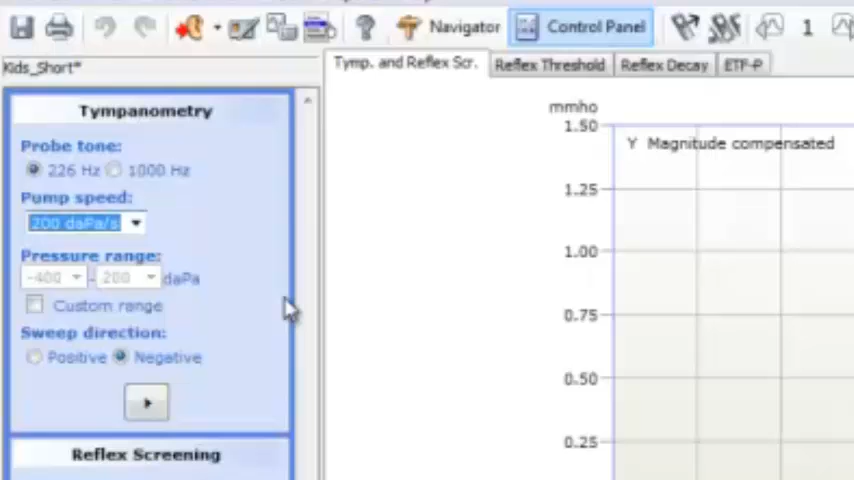 Navigator
Control Panel
1
Kids_Short*
Tymp. and Reflex Scr.
Reflex Threshold
Reflex Decay
ETF-P
Tympanometry
Probe tone:
226 Hz
1000 Hz
Pump speed:
200 daPa/s
Pressure range:
-400 - 200 daPa
Custom range
Sweep direction:
Positive
Negative
Reflex Screening
mmho
1.50
Y Magnitude compensated
1.25
1.00
0.75
0.50
0.25